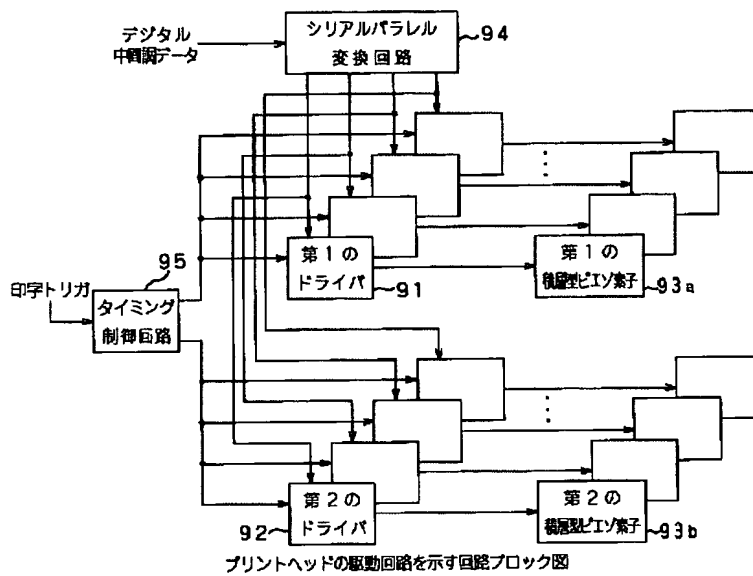 デジタル
中間調データ
シリアルパラレル
変換回路
94
第1の
ドライバ
91
第1の
積層型ピエゾ素子
93a
95
印字トリガ
タイミング
制御回路
第2の
ドライバ
92
第2の
積層型ピエゾ素子
93b
プリントヘッドの駆動回路を示す回路ブロック図